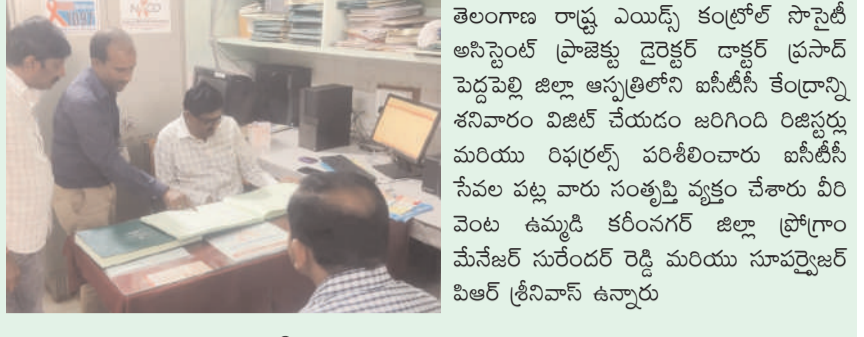 తెలంగాణ రాష్ట్ర ఎయిడ్స్ కంట్రోల్ సొసైటీ
అసిస్టెంట్ ప్రాజెక్టు డైరెక్టర్ డాక్టర్ ప్రసాద్
పెద్దపెల్లి జిల్లా ఆస్పత్రిలోని ఐసీటీసీ కేంద్రాన్ని
శనివారం విజిట్ చేయడం జరిగింది రిజిస్టర్లు
మరియు రిఫర్రల్స్ పరిశీలించారు ఐసీటీసీ
సేవల పట్ల వారు సంతృప్తి వ్యక్తం చేశారు వీరి
వెంట ఉమ్మడి కరీంనగర్ జిల్లా ప్రోగ్రాం
మేనేజర్ సురేందర్ రెడ్డి మరియు సూపర్వైజర్
పిఆర్ శ్రీనివాస్ ఉన్నారు